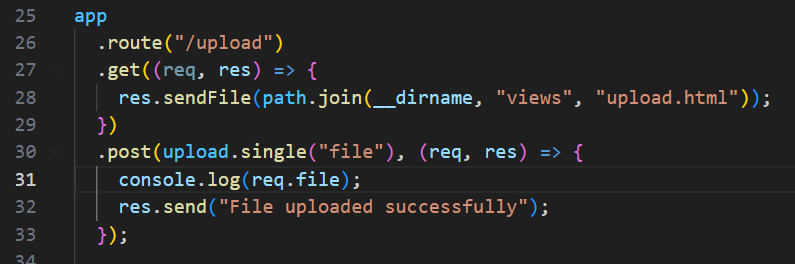 25 app
26   .route("/upload")
27   .get((req, res) => {
28     res.sendFile(path.join(__dirname, "views", "upload.html"));
29   })
30   .post(upload.single("file"), (req, res) => {
31     console.log(req.file);
32     res.send("File uploaded successfully");
33   });
34